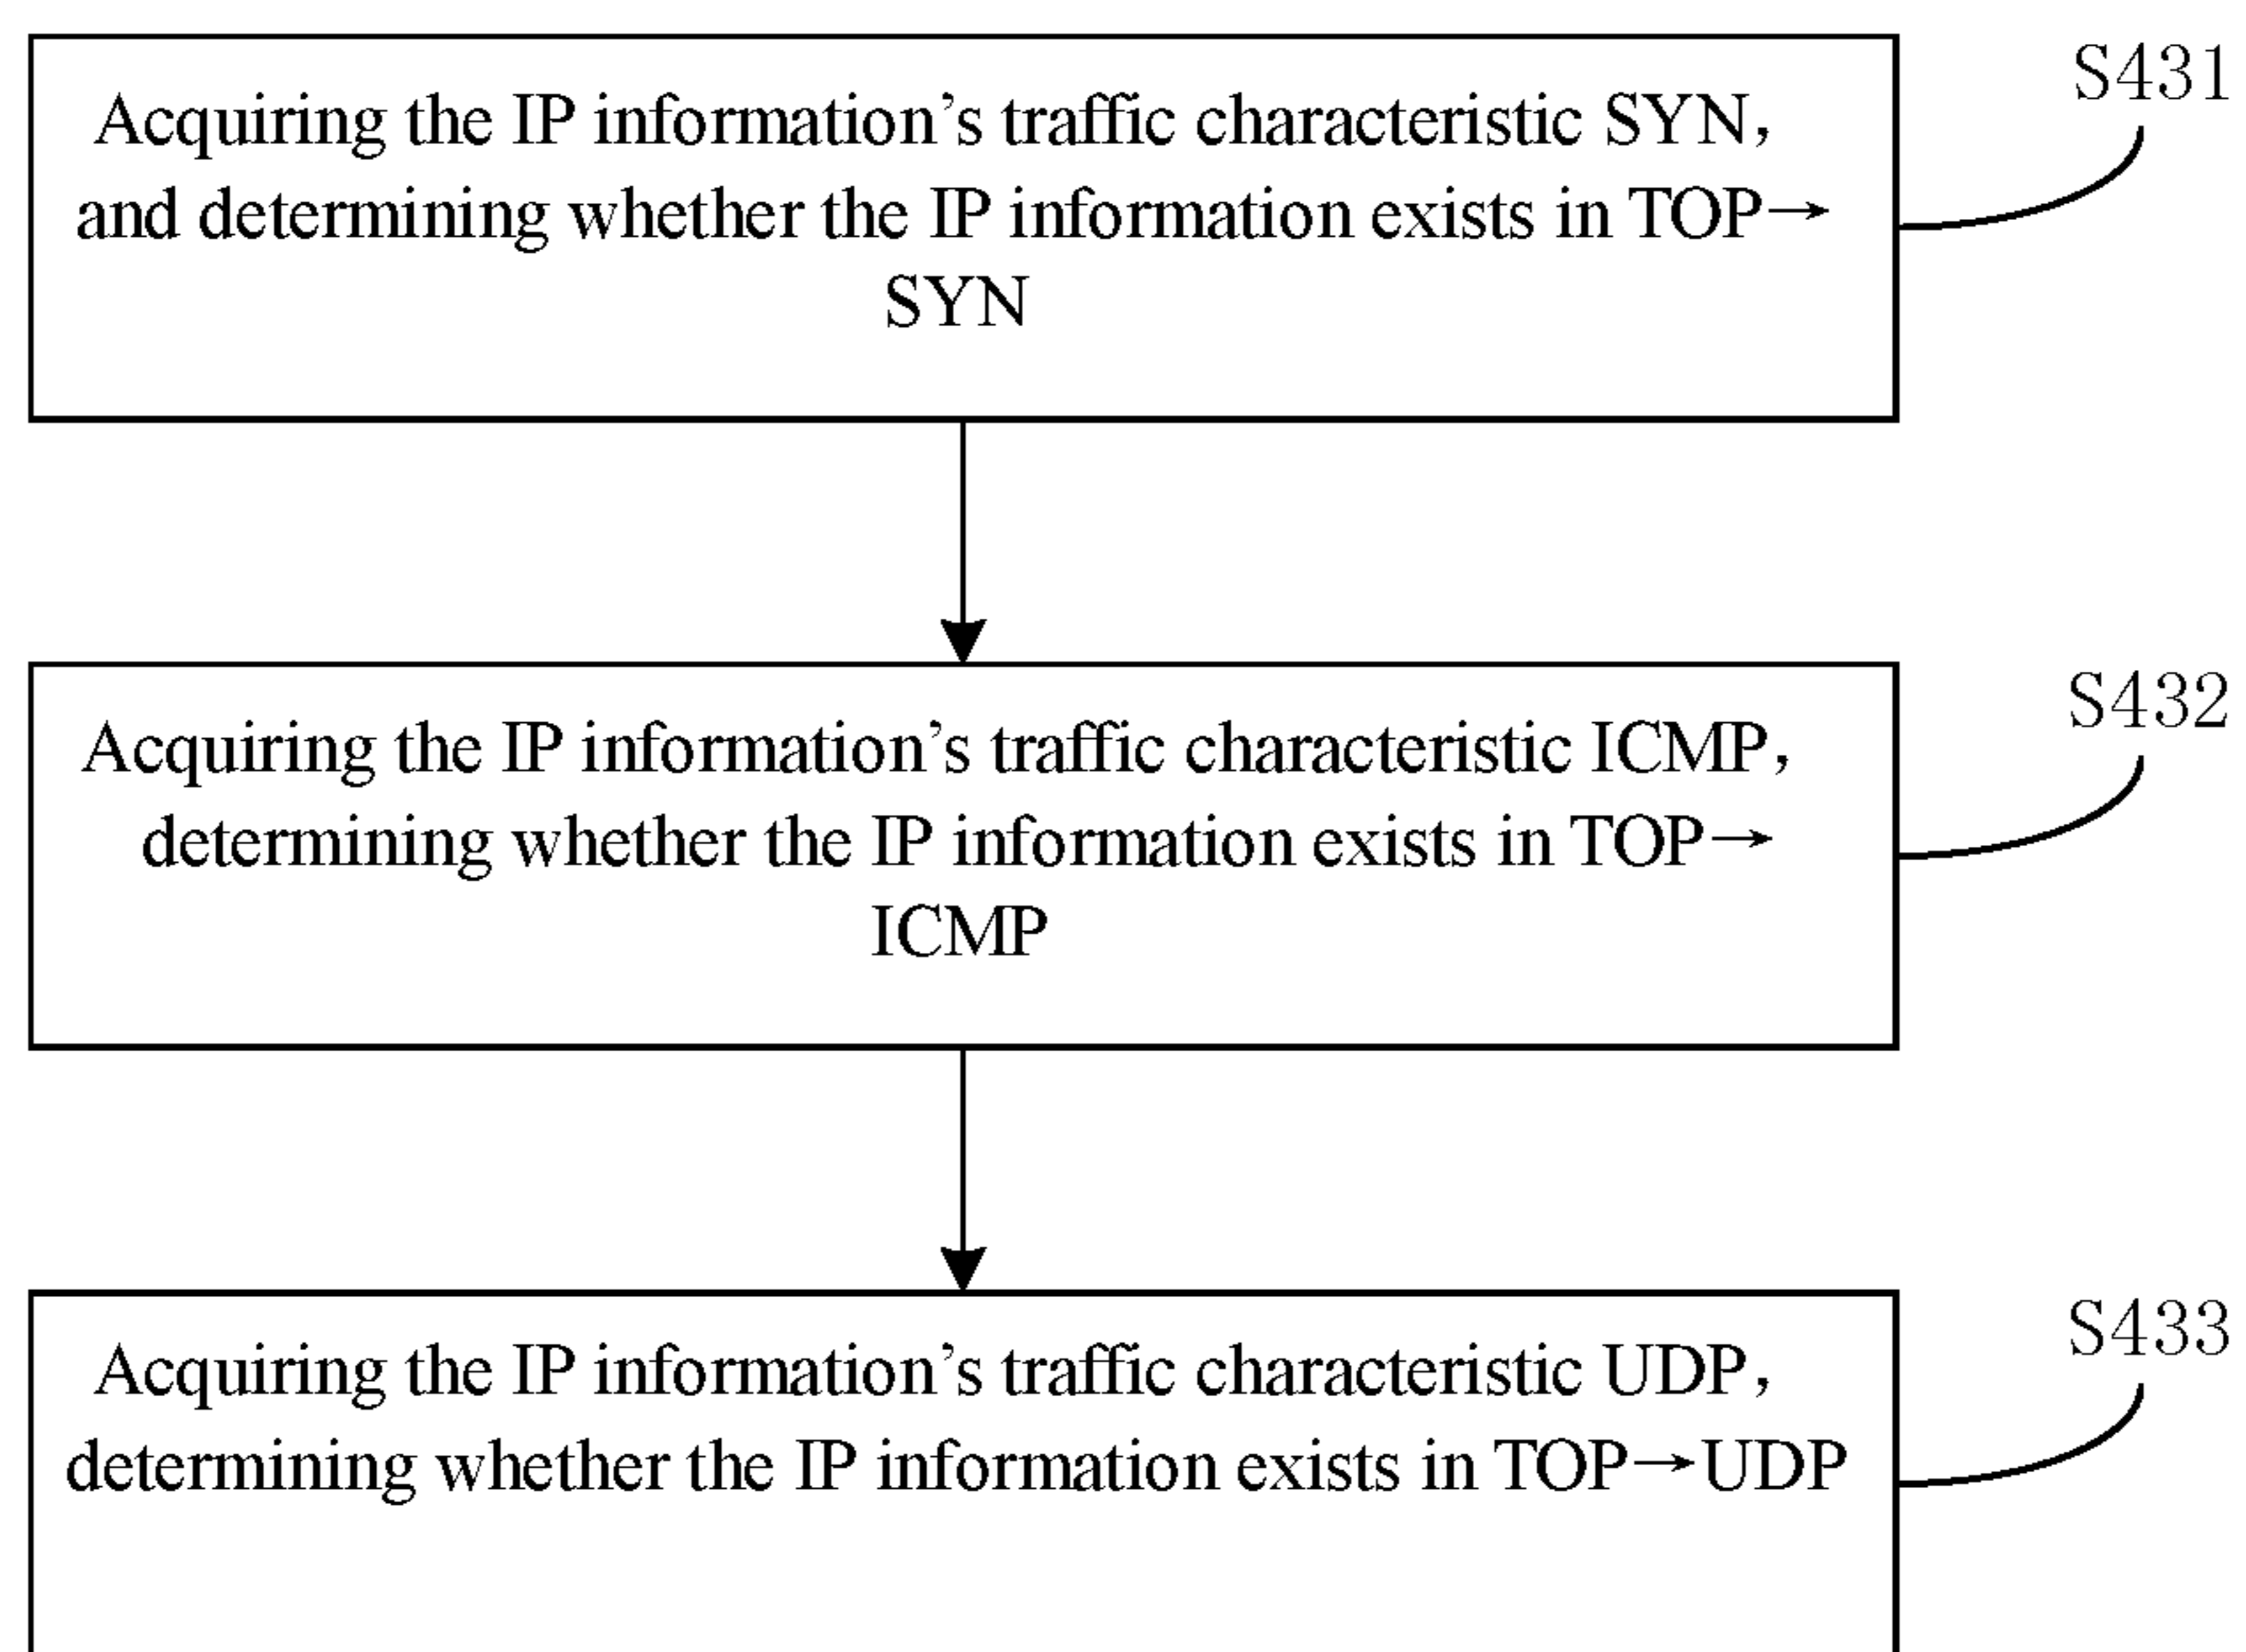 Acquiring the IP information’s traffic characteristic SYN,
and determining whether the IP information exists in TOP→
SYN
S431
Acquiring the IP information’s traffic characteristic ICMP,
determining whether the IP information exists in TOP→
ICMP
S432
Acquiring the IP information’s traffic characteristic UDP,
determining whether the IP information exists in TOP→UDP
S433